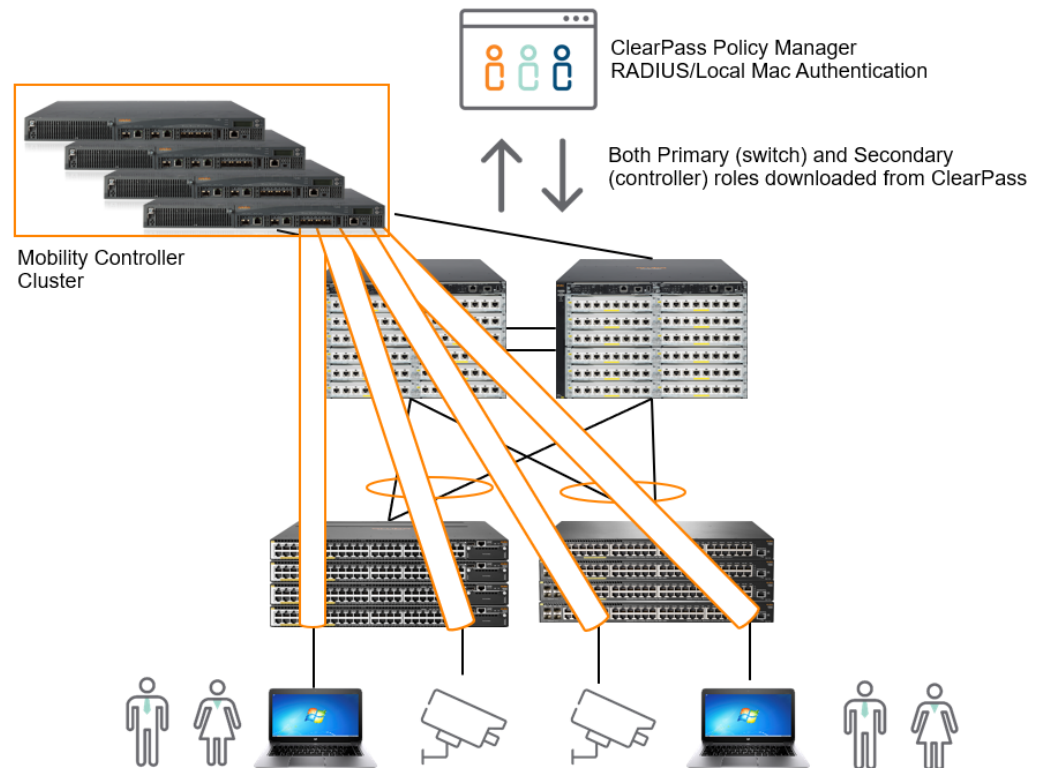 ClearPass Policy Manager
RADIUS/Local Mac Authentication
Both Primary (switch) and Secondary
(controller) roles downloaded from ClearPass
Mobility Controller
Cluster